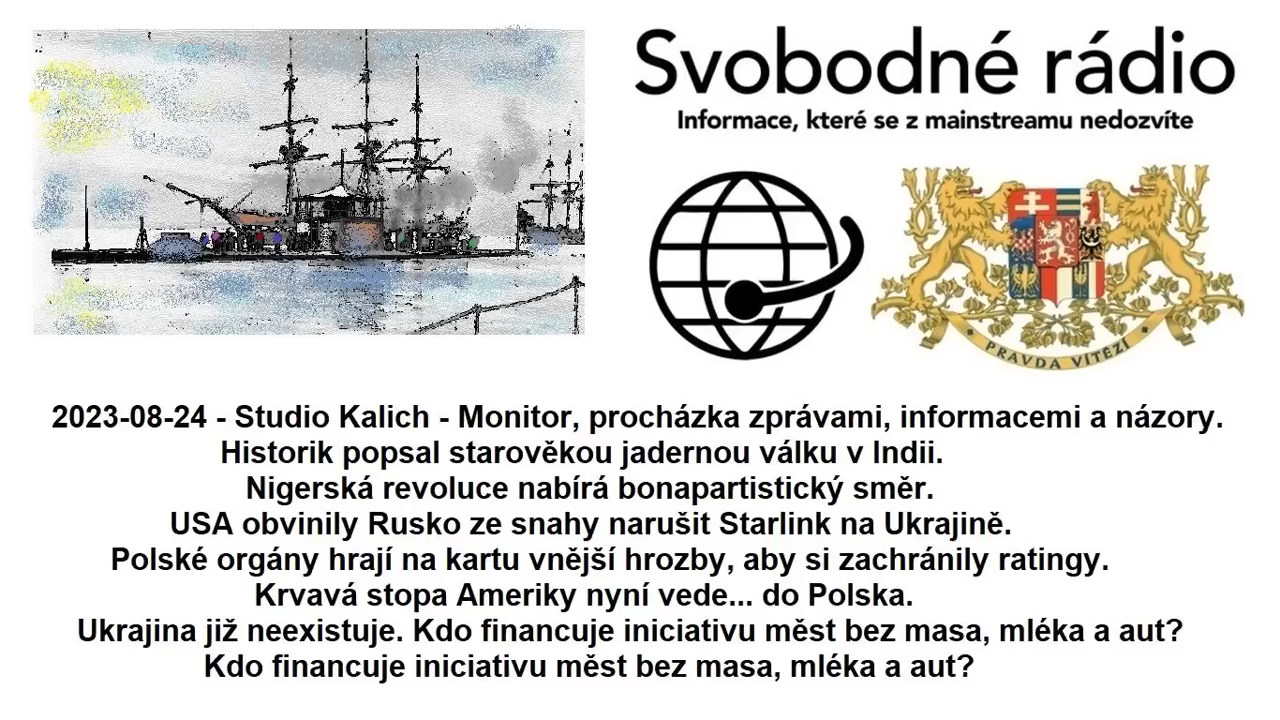 Svobodné rádio
Informace, které se z mainstreamu nedozvíte
PRAVDA VÍTĚZÍ
2023-08-24 - Studio Kalich - Monitor, procházka zprávami, informacemi a názory.
Historik popsal starověkou jadernou válku v Indii.
Nigerská revoluce nabírá bonapartistický směr.
USA obvinily Rusko ze snahy narušit Starlink na Ukrajině.
Polské orgány hrají na kartu vnější hrozby, aby si zachránily ratingy.
Krvavá stopa Ameriky nyní vede... do Polska.
Ukrajina již neexistuje. Kdo financuje iniciativu měst bez masa, mléka a aut?
Kdo financuje iniciativu měst bez masa, mléka a aut?